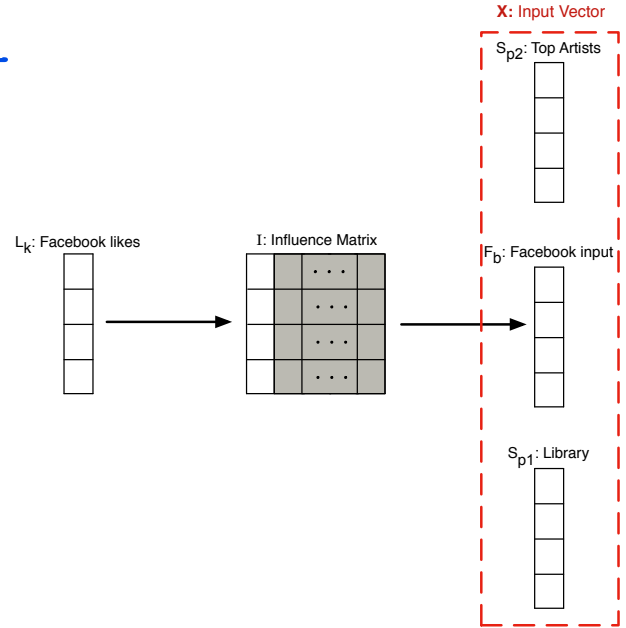 X: Input Vector
Sp2: Top Artists
Lk: Facebook likes
I: Influence Matrix
Fb: Facebook input
Sp1: Library